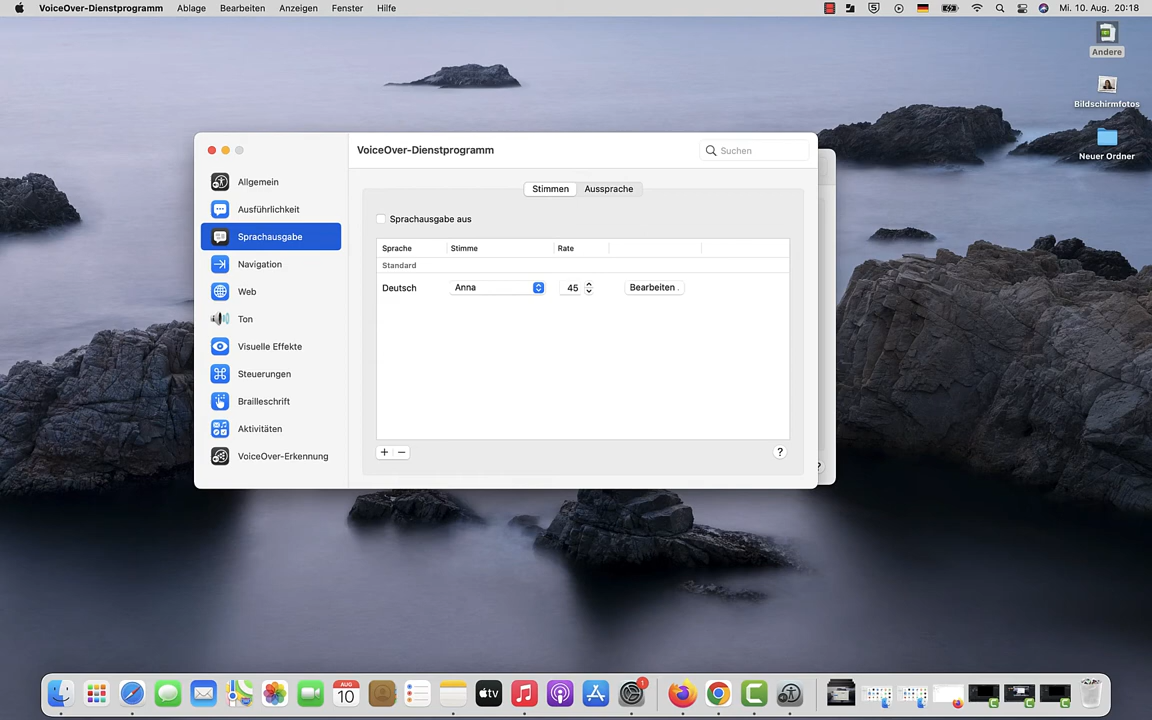 VoiceOver-Dienstprogramm Ablage Bearbeiten Anzeigen Fenster Hilfe Mi. 10. Aug. 20:18
Andere
Bildschirmfotos
Neuer Ordner
VoiceOver-Dienstprogramm
Suchen
Allgemein
Ausführlichkeit
Sprachausgabe
Navigation
Web
Ton
Visuelle Effekte
Steuerungen
Brailleschrift
Aktivitäten
VoiceOver-Erkennung
Stimmen Aussprache
Sprachausgabe aus
Sprache Stimme Rate
Standard
Deutsch Anna 45 Bearbeiten .
+ −
?
?
AUG
10
tv
1